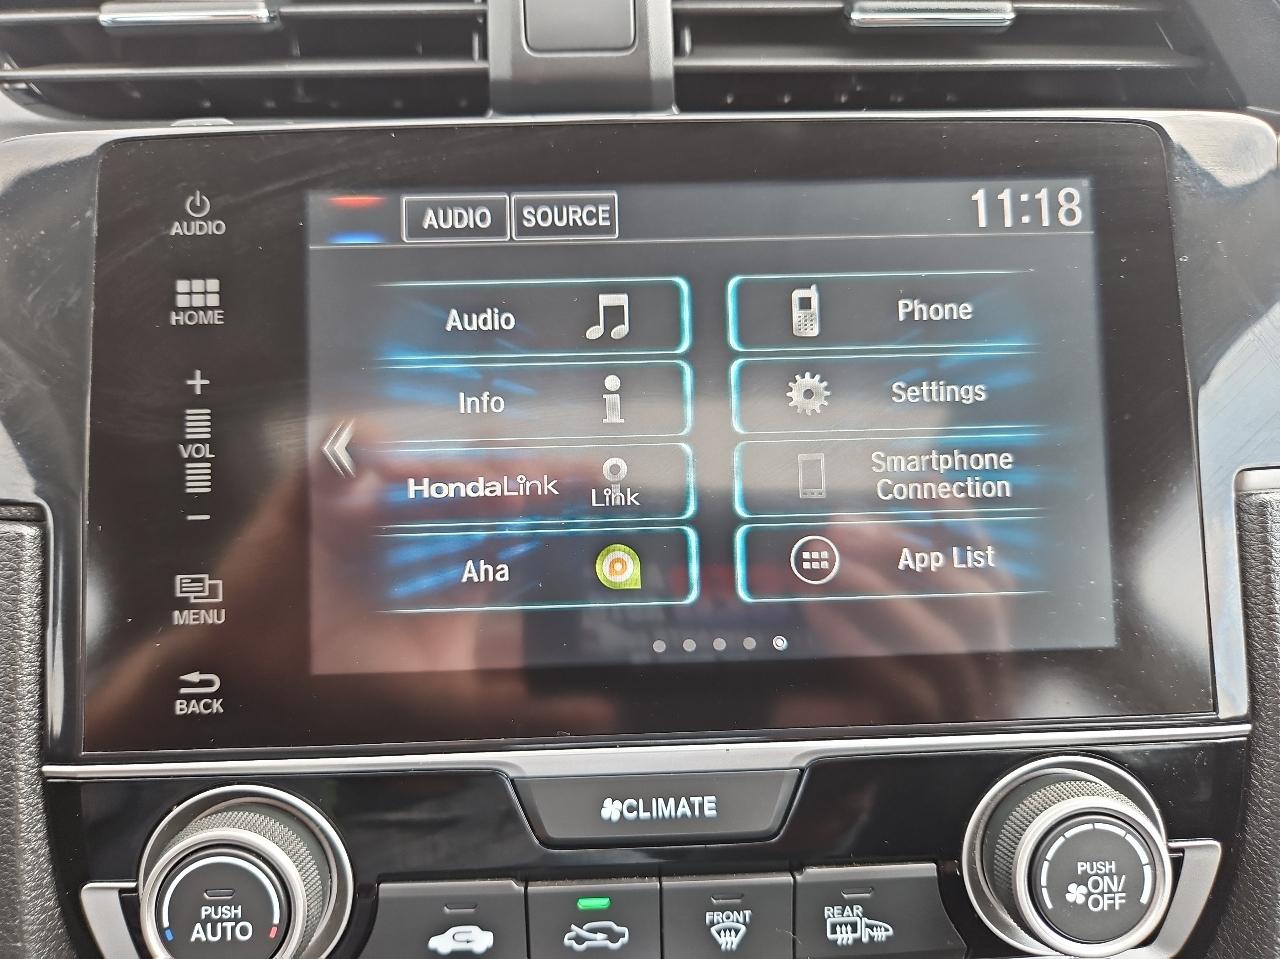 AUDIO SOURCE 11:18
AUDIO
HOME
+
VOL
−
MENU
BACK
Audio
Phone
Info
Settings
HondaLink
Link
Smartphone
Connection
Aha
App List
CLIMATE
PUSH
AUTO
FRONT
REAR
PUSH
ON/
OFF